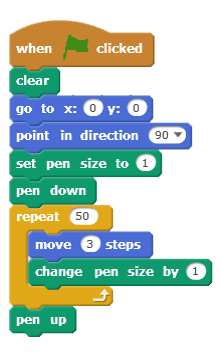 when clicked
clear
go to x: 0 y: 0
point in direction 90
set pen size to 1
pen down
repeat 50
move 3 steps
change pen size by 1
pen up